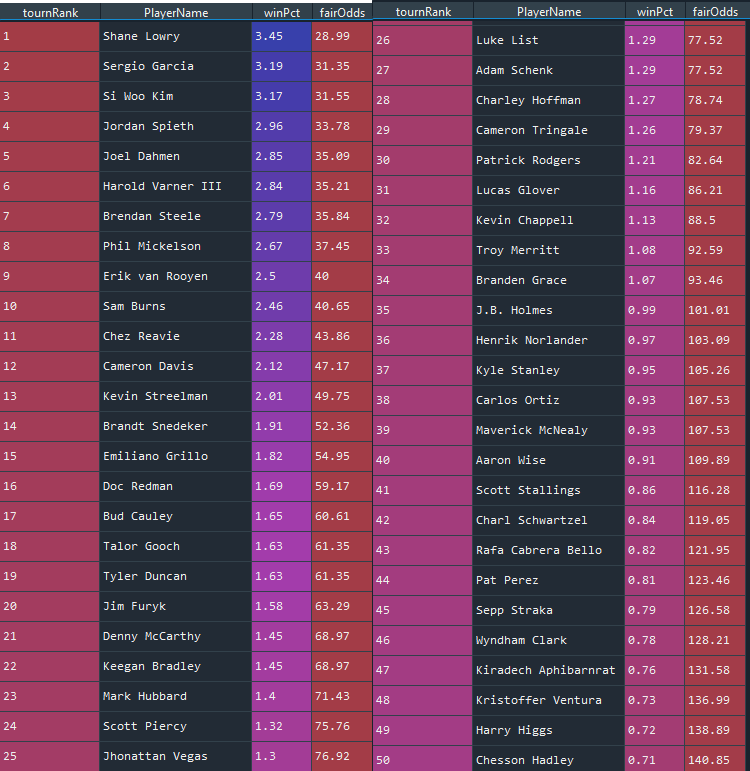 tournRank PlayerName winPct fairOdds
1 Shane Lowry 3.45 28.99
2 Sergio Garcia 3.19 31.35
3 Si Woo Kim 3.17 31.55
4 Jordan Spieth 2.96 33.78
5 Joel Dahmen 2.85 35.09
6 Harold Varner III 2.84 35.21
7 Brendan Steele 2.79 35.84
8 Phil Mickelson 2.67 37.45
9 Erik van Rooyen 2.5 40
10 Sam Burns 2.46 40.65
11 Chez Reavie 2.28 43.86
12 Cameron Davis 2.12 47.17
13 Kevin Streelman 2.01 49.75
14 Brandt Snedeker 1.91 52.36
15 Emiliano Grillo 1.82 54.95
16 Doc Redman 1.69 59.17
17 Bud Cauley 1.65 60.61
18 Talor Gooch 1.63 61.35
19 Tyler Duncan 1.63 61.35
20 Jim Furyk 1.58 63.29
21 Denny McCarthy 1.45 68.97
22 Keegan Bradley 1.45 68.97
23 Mark Hubbard 1.4 71.43
24 Scott Piercy 1.32 75.76
25 Jhonattan Vegas 1.3 76.92
tournRank PlayerName winPct fairOdds
26 Luke List 1.29 77.52
27 Adam Schenk 1.29 77.52
28 Charley Hoffman 1.27 78.74
29 Cameron Tringale 1.26 79.37
30 Patrick Rodgers 1.21 82.64
31 Lucas Glover 1.16 86.21
32 Kevin Chappell 1.13 88.5
33 Troy Merritt 1.08 92.59
34 Branden Grace 1.07 93.46
35 J.B. Holmes 0.99 101.01
36 Henrik Norlander 0.97 103.09
37 Kyle Stanley 0.95 105.26
38 Carlos Ortiz 0.93 107.53
39 Maverick McNealy 0.93 107.53
40 Aaron Wise 0.91 109.89
41 Scott Stallings 0.86 116.28
42 Charl Schwartzel 0.84 119.05
43 Rafa Cabrera Bello 0.82 121.95
44 Pat Perez 0.81 123.46
45 Sepp Straka 0.79 126.58
46 Wyndham Clark 0.78 128.21
47 Kiradech Aphibarnrat 0.76 131.58
48 Kristoffer Ventura 0.73 136.99
49 Harry Higgs 0.72 138.89
50 Chesson Hadley 0.71 140.85